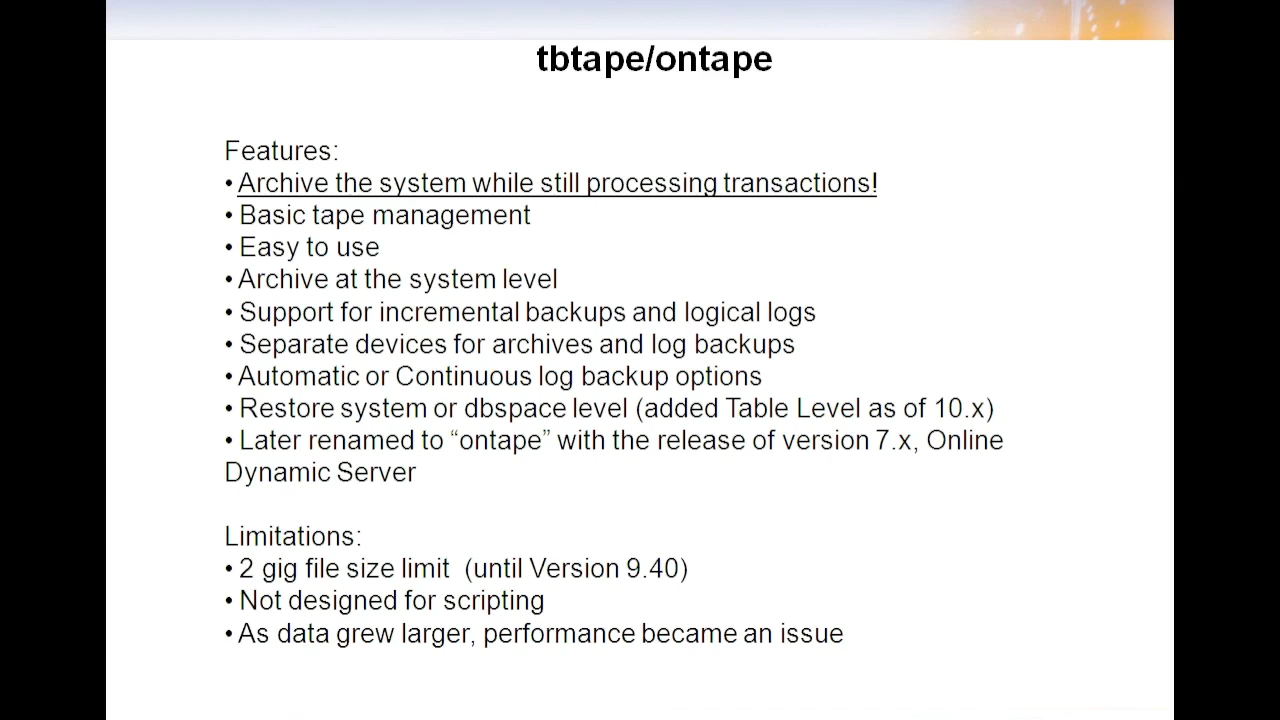 tbtape/ontape
Features:
• Archive the system while still processing transactions!
• Basic tape management
• Easy to use
• Archive at the system level
• Support for incremental backups and logical logs
• Separate devices for archives and log backups
• Automatic or Continuous log backup options
• Restore system or dbspace level (added Table Level as of 10.x)
• Later renamed to “ontape” with the release of version 7.x, Online
Dynamic Server
Limitations:
• 2 gig file size limit  (until Version 9.40)
• Not designed for scripting
• As data grew larger, performance became an issue